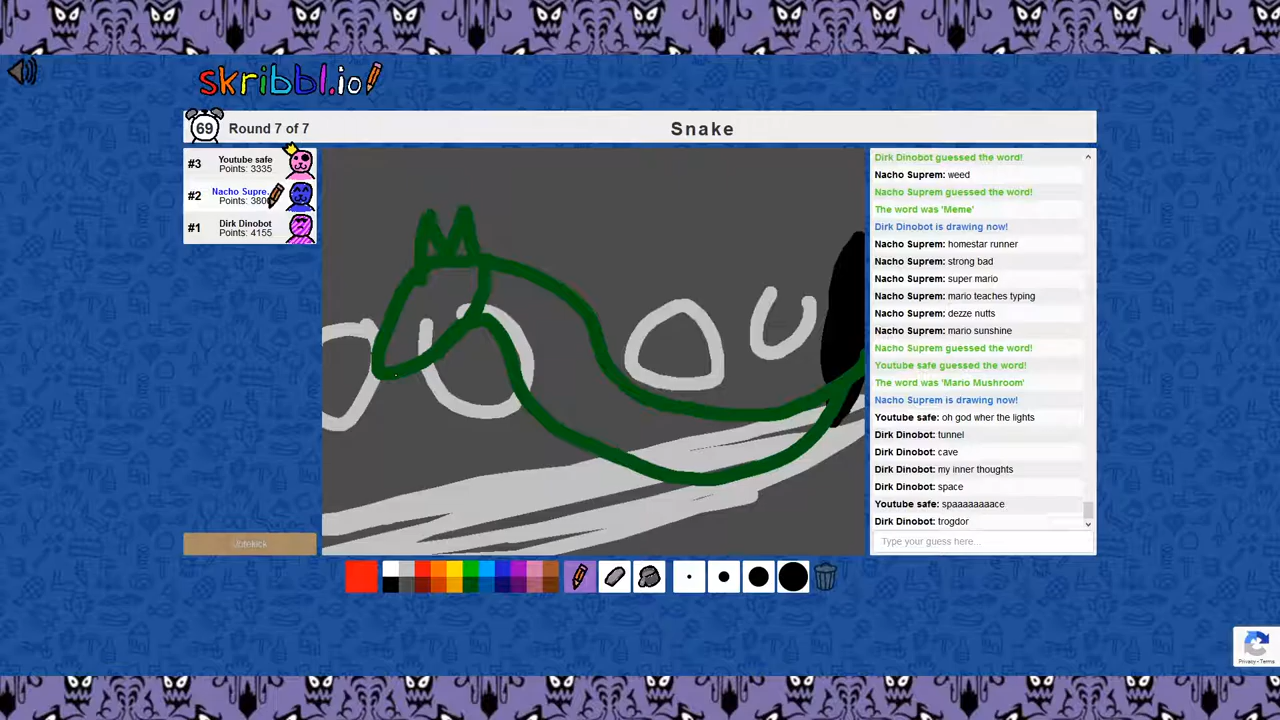 skribbl.io
69
Round 7 of 7
Snake
#3
Youtube safe
Points: 3335
#2
Nacho Supre...
Points: 380
#1
Dirk Dinobot
Points: 4155
Votekick
Dirk Dinobot guessed the word!
Nacho Suprem: weed
Nacho Suprem guessed the word!
The word was 'Meme'
Dirk Dinobot is drawing now!
Nacho Suprem: homestar runner
Nacho Suprem: strong bad
Nacho Suprem: super mario
Nacho Suprem: mario teaches typing
Nacho Suprem: dezze nutts
Nacho Suprem: mario sunshine
Nacho Suprem guessed the word!
Youtube safe guessed the word!
The word was 'Mario Mushroom'
Nacho Suprem is drawing now!
Youtube safe: oh god wher the lights
Dirk Dinobot: tunnel
Dirk Dinobot: cave
Dirk Dinobot: my inner thoughts
Dirk Dinobot: space
Youtube safe: spaaaaaaaace
Dirk Dinobot: trogdor
Type your guess here...
Privacy - Terms